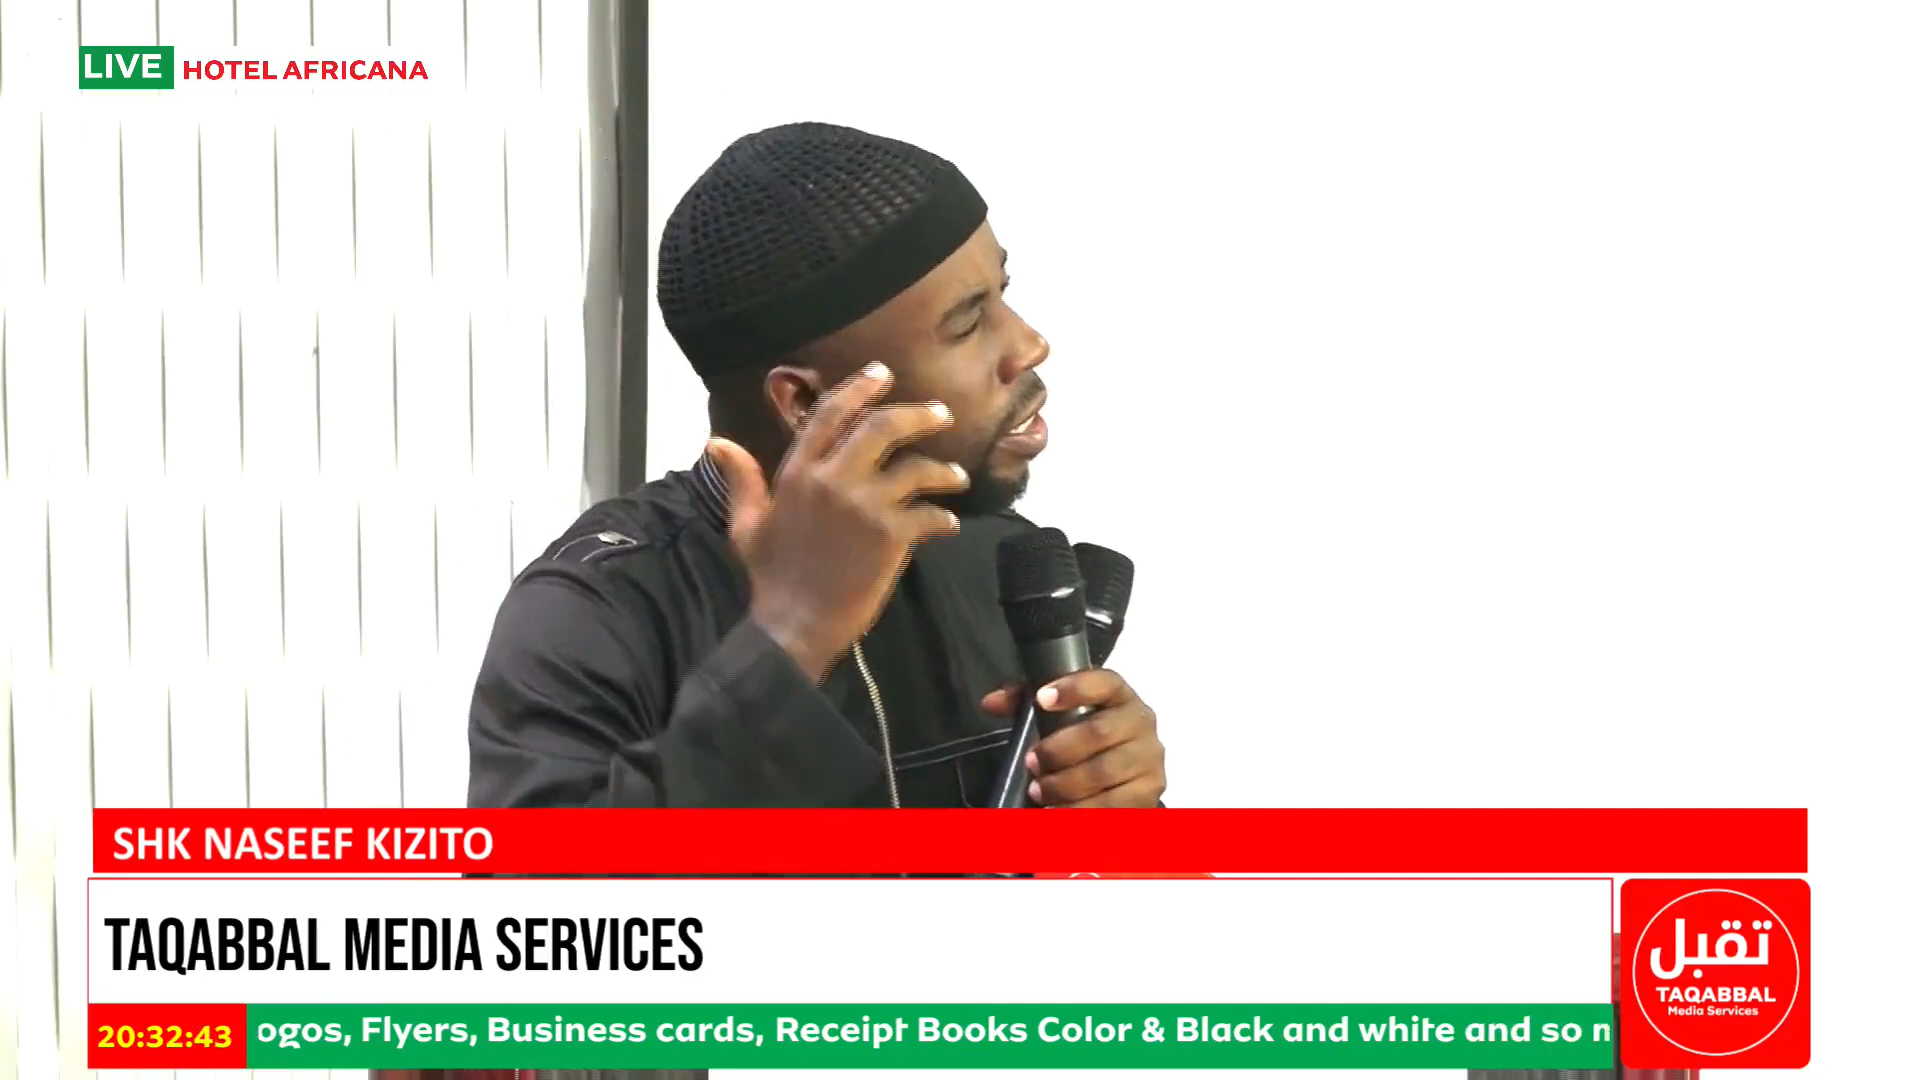 LIVE HOTEL AFRICANA
SHK NASEEF KIZITO
TAQABBAL MEDIA SERVICES
تقبل
TAQABBAL
Media Services
20:32:43 ogos, Flyers, Business cards, Receipt Books Color & Black and white and so